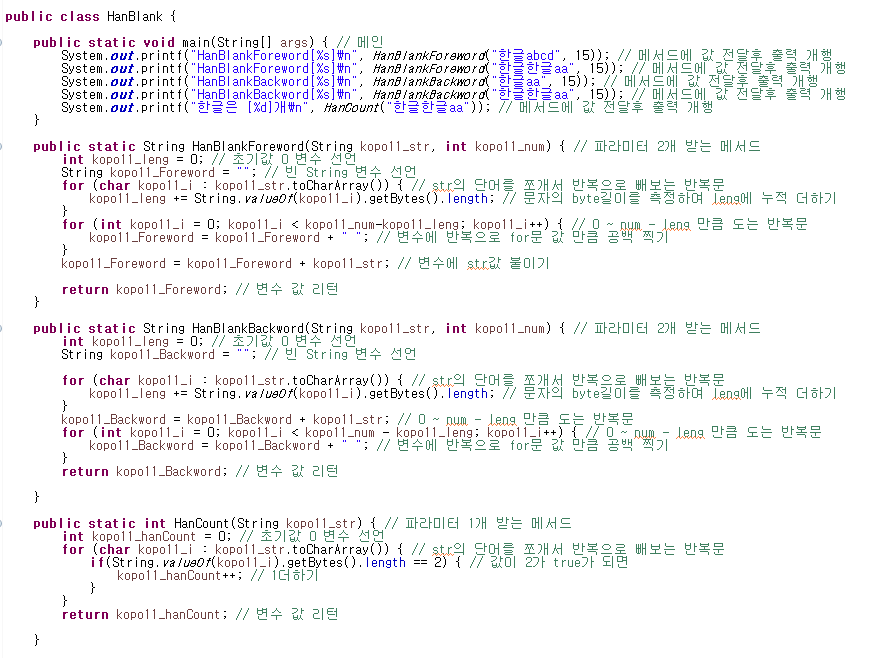 public class HanBlank {
public static void main(String[] args) { // 메인
System.out.printf("HanBlankForeword[%s]\n", HanBlankForeword("한글abcd", 15)); // 메서드에 값 전달후 출력 개행
System.out.printf("HanBlankForeword[%s]\n", HanBlankForeword("한글한글aa", 15)); // 메서드에 값 전달후 출력 개행
System.out.printf("HanBlankBackword[%s]\n", HanBlankBackword("한글aa", 15)); // 메서드에 값 전달후 출력 개행
System.out.printf("HanBlankBackword[%s]\n", HanBlankBackword("한글한글aa", 15)); // 메서드에 값 전달후 출력 개행
System.out.printf("한글은 [%d]개\n", HanCount("한글한글aa")); // 메서드에 값 전달후 출력 개행
}
public static String HanBlankForeword(String kopo11_str, int kopo11_num) { // 파라미터 2개 받는 메서드
int kopo11_leng = 0; // 초기값 0 변수 선언
String kopo11_Foreword = ""; // 빈 String 변수 선언
for (char kopo11_i : kopo11_str.toCharArray()) { // str의 단어를 쪼개서 반복으로 빼보는 반복문
kopo11_leng += String.valueOf(kopo11_i).getBytes().length; // 문자의 byte길이를 측정하여 leng에 누적 더하기
}
for (int kopo11_i = 0; kopo11_i < kopo11_num-kopo11_leng; kopo11_i++) { // 0 ~ num - leng 만큼 도는 반복문
kopo11_Foreword = kopo11_Foreword + " "; // 변수에 반복으로 for문 값 만큼 공백 찍기
}
kopo11_Foreword = kopo11_Foreword + kopo11_str; // 변수에 str값 붙이기
return kopo11_Foreword; // 변수 값 리턴
}
public static String HanBlankBackword(String kopo11_str, int kopo11_num) { // 파라미터 2개 받는 메서드
int kopo11_leng = 0; // 초기값 0 변수 선언
String kopo11_Backword = ""; // 빈 String 변수 선언
for (char kopo11_i : kopo11_str.toCharArray()) { // str의 단어를 쪼개서 반복으로 빼보는 반복문
kopo11_leng += String.valueOf(kopo11_i).getBytes().length; // 문자의 byte길이를 측정하여 leng에 누적 더하기
}
kopo11_Backword = kopo11_Backword + kopo11_str; // 0 ~ num - leng 만큼 도는 반복문
for (int kopo11_i = 0; kopo11_i < kopo11_num - kopo11_leng; kopo11_i++) { // 0 ~ num - leng 만큼 도는 반복문
kopo11_Backword = kopo11_Backword + " "; // 변수에 반복으로 for문 값 만큼 공백 찍기
}
return kopo11_Backword; // 변수 값 리턴
}
public static int HanCount(String kopo11_str) { // 파라미터 1개 받는 메서드
int kopo11_hanCount = 0; // 초기값 0 변수 선언
for (char kopo11_i : kopo11_str.toCharArray()) { // str의 단어를 쪼개서 반복으로 빼보는 반복문
if(String.valueOf(kopo11_i).getBytes().length == 2) { // 값이 2가 true가 되면
kopo11_hanCount++; // 1더하기
}
}
return kopo11_hanCount; // 변수 값 리턴
}